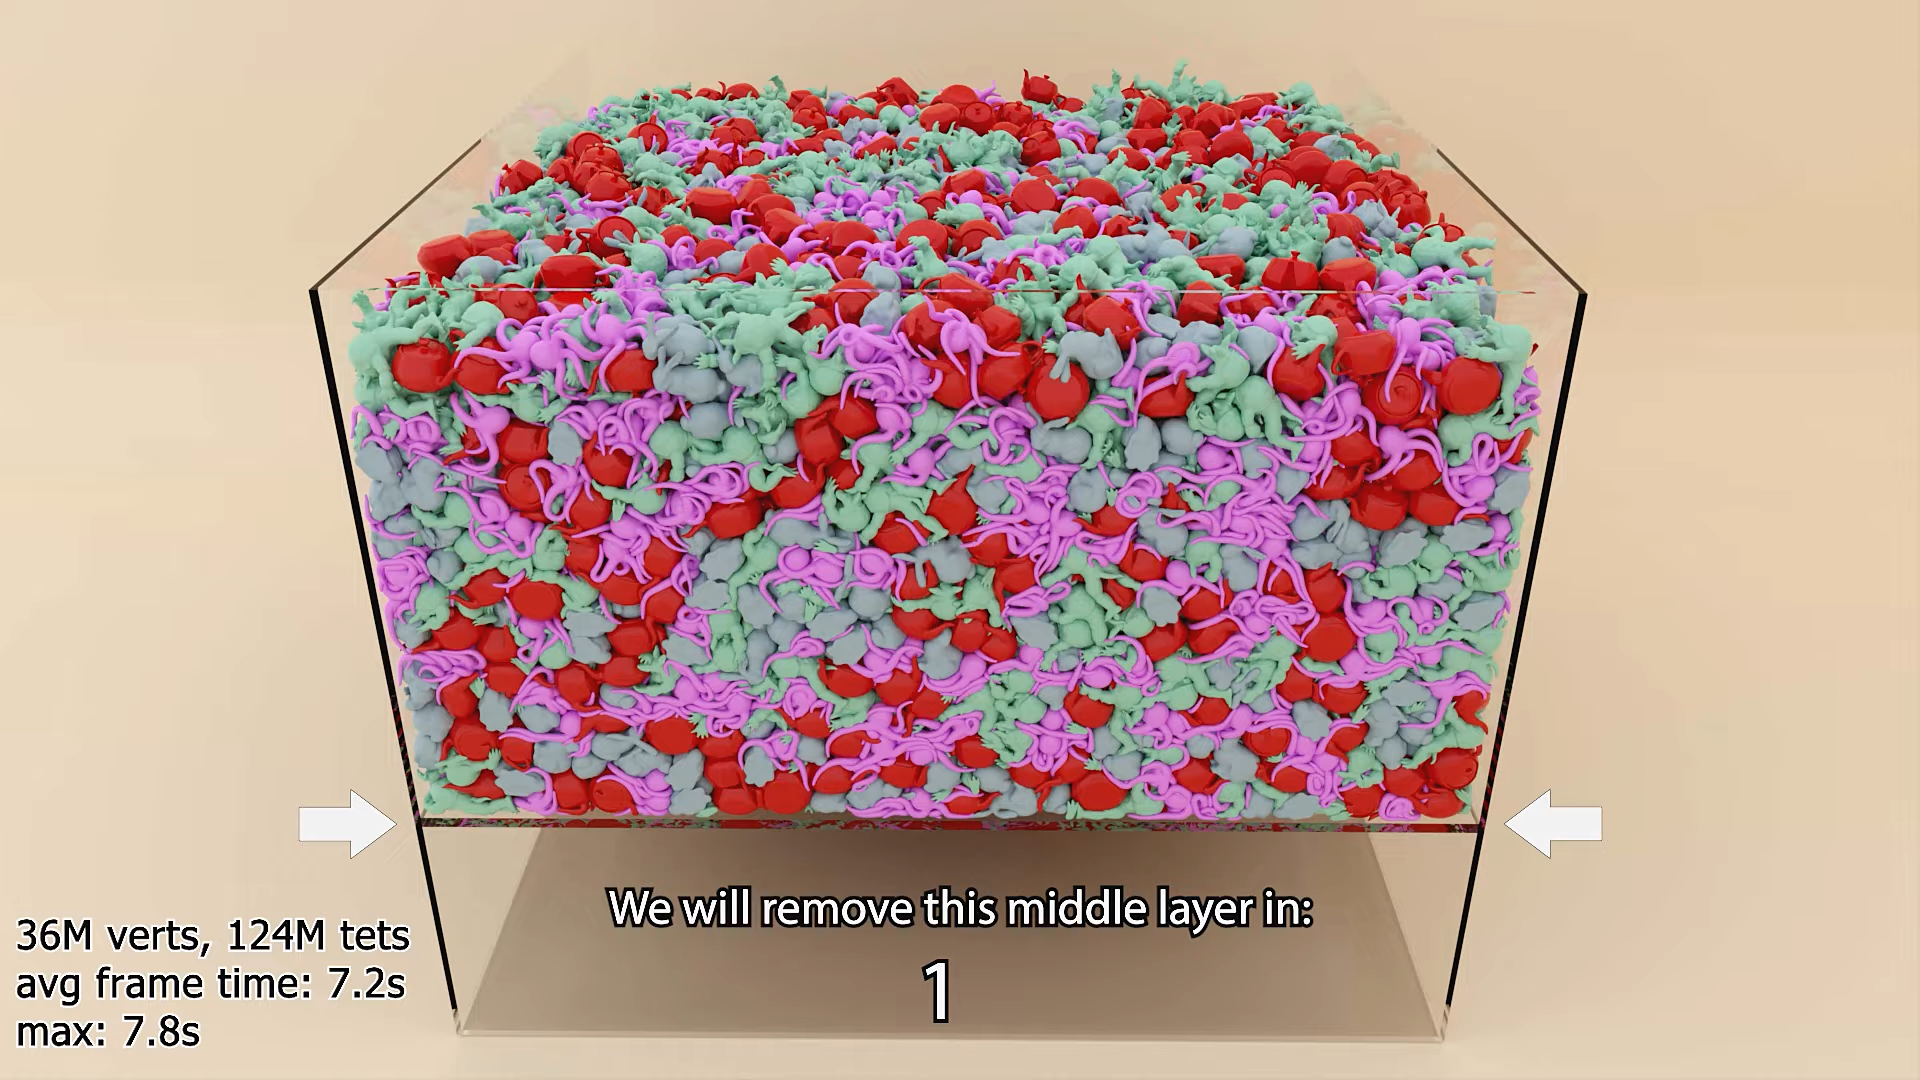 We will remove this middle layer in:
1
36M verts, 124M tets
avg frame time: 7.2s
max: 7.8s